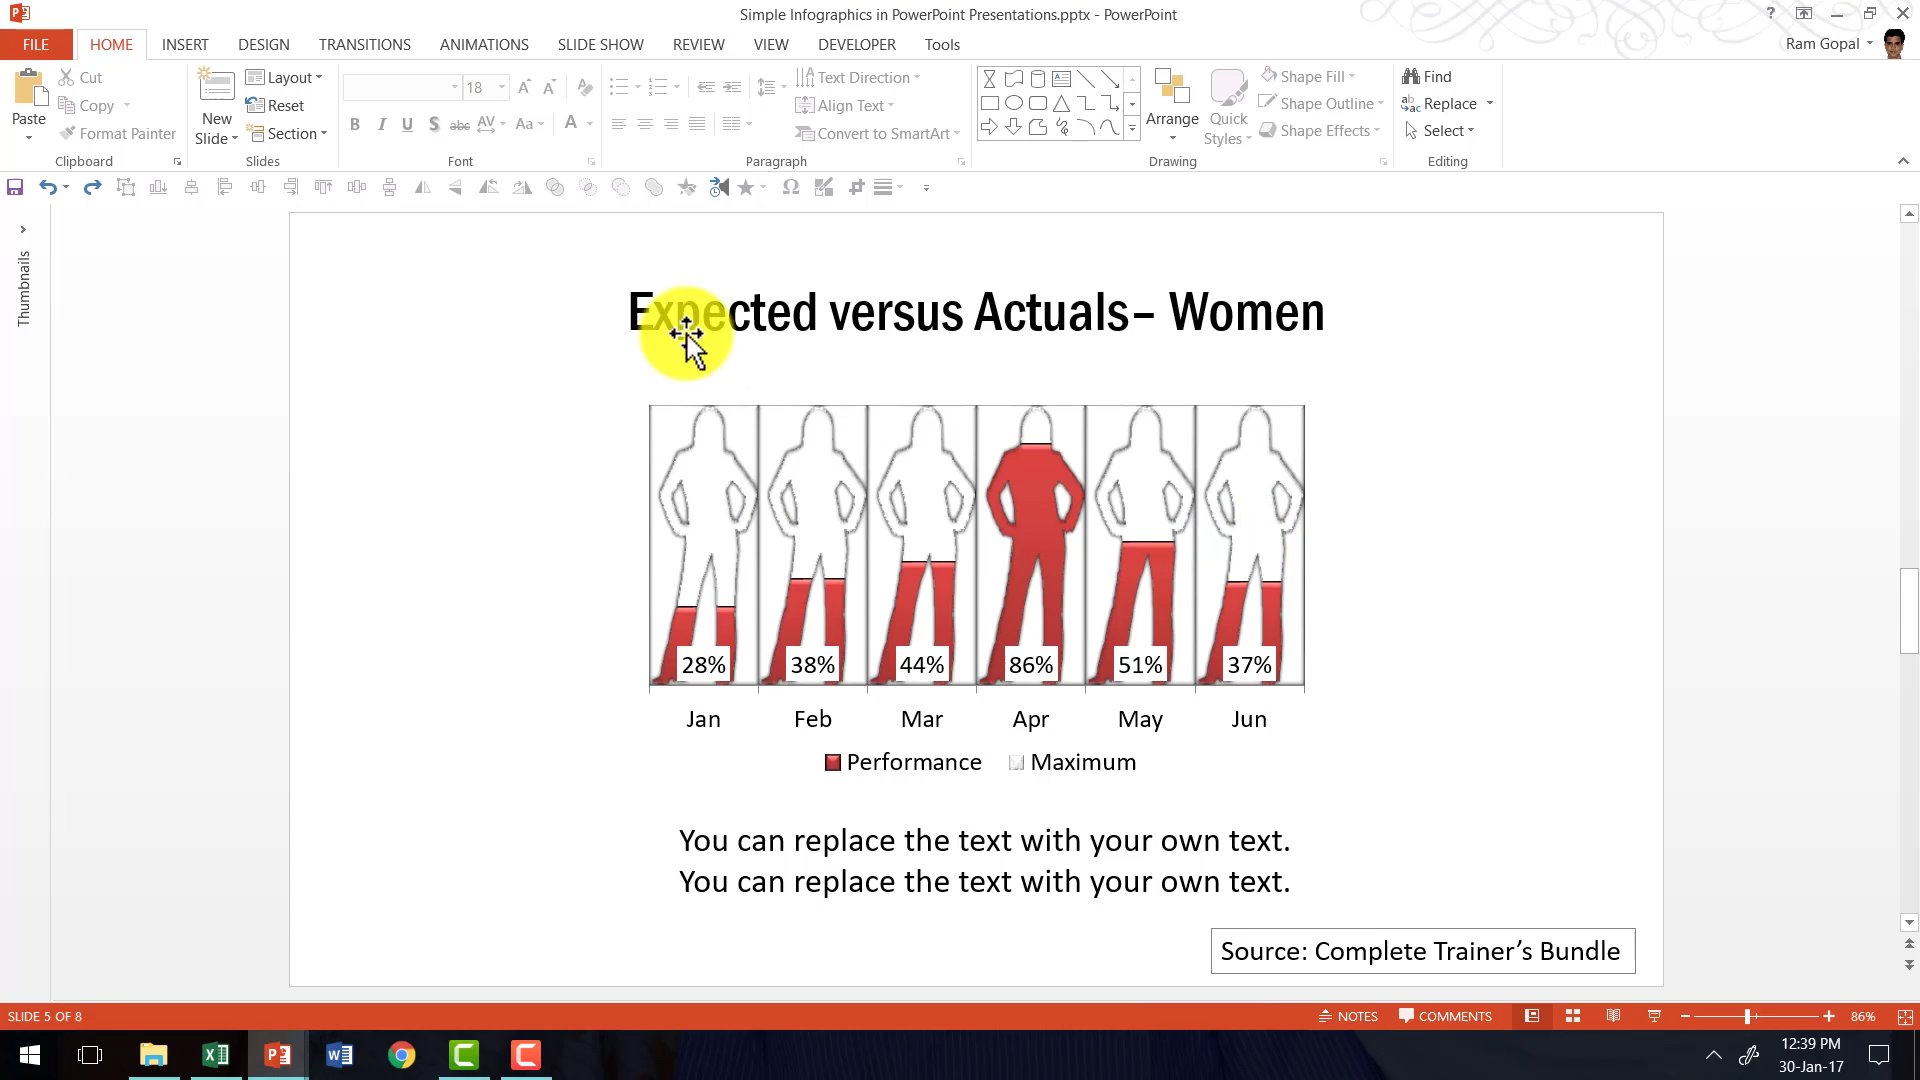 Simple Infographics in PowerPoint Presentations.pptx - PowerPoint
?
FILE HOME INSERT DESIGN TRANSITIONS ANIMATIONS SLIDE SHOW REVIEW VIEW DEVELOPER Tools
Ram Gopal
Paste
Cut
Copy
Format Painter
Clipboard
New
Slide
Layout
Reset
Section
Slides
18
B I U S abc AV Aa A
Font
Text Direction
Align Text
Convert to SmartArt
Paragraph
Arrange
Quick
Styles
Shape Fill
Shape Outline
Shape Effects
Drawing
Find
Replace
Select
Editing
Thumbnails
Expected versus Actuals– Women
28% 38% 44% 86% 51% 37%
Jan Feb Mar Apr May Jun
Performance Maximum
You can replace the text with your own text.
You can replace the text with your own text.
Source: Complete Trainer’s Bundle
SLIDE 5 OF 8
NOTES COMMENTS 86%
12:39 PM
30-Jan-17